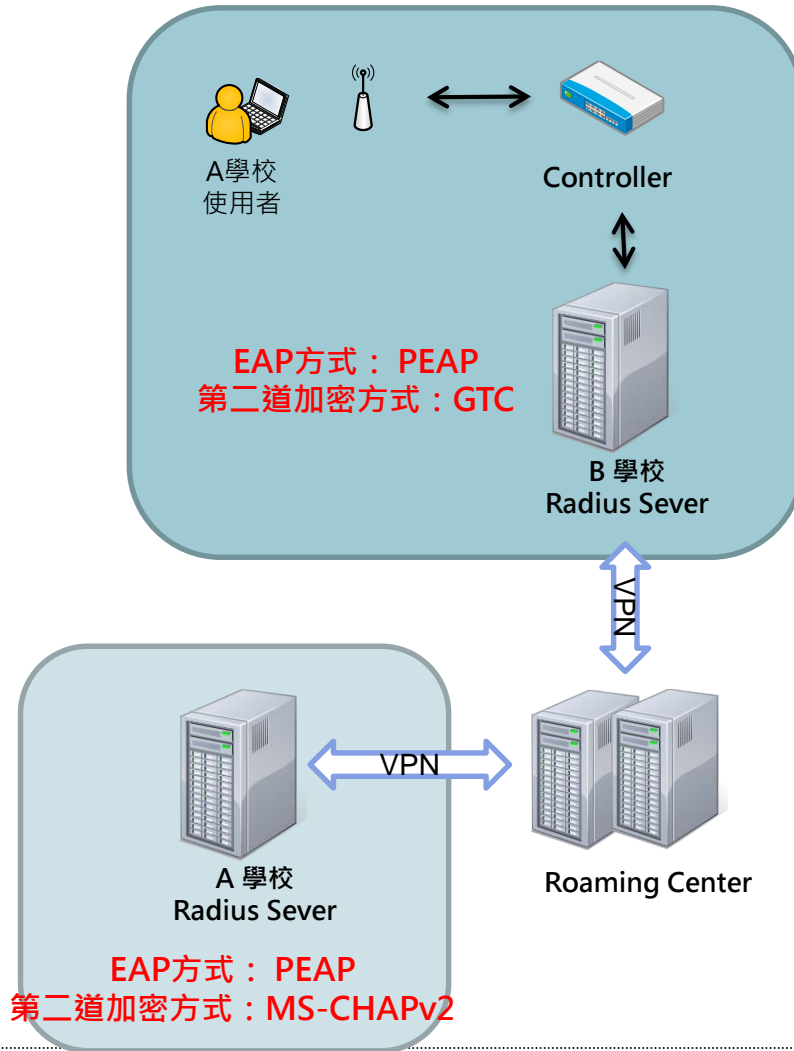 A學校
使用者
Controller
EAP方式： PEAP
第二道加密方式：GTC
B 學校
Radius Sever
VPN
VPN
A 學校
Radius Sever
Roaming Center
EAP方式： PEAP
第二道加密方式：MS-CHAPv2